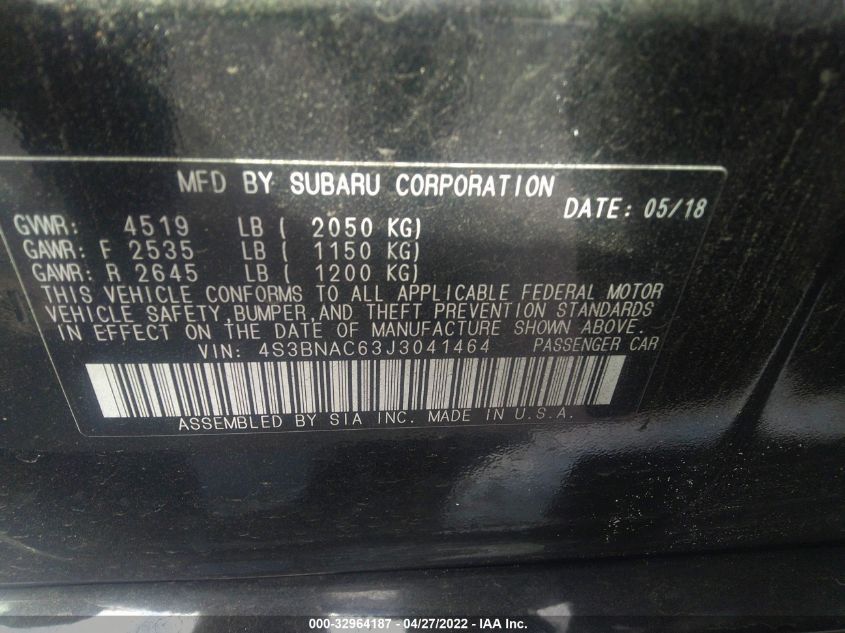 MFD BY SUBARU CORPORATION
DATE: 05/18
GVWR: 4519 LB ( 2050 KG)
GAWR: F 2535 LB ( 1150 KG)
GAWR: R 2645 LB ( 1200 KG)
THIS VEHICLE CONFORMS TO ALL APPLICABLE FEDERAL MOTOR
VEHICLE SAFETY, BUMPER, AND THEFT PREVENTION STANDARDS
IN EFFECT ON THE DATE OF MANUFACTURE SHOWN ABOVE.
VIN: 4S3BNAC63J3041464 PASSENGER CAR
ASSEMBLED BY SIA INC. MADE IN U.S.A.
000-32964187 - 04/27/2022 - IAA Inc.